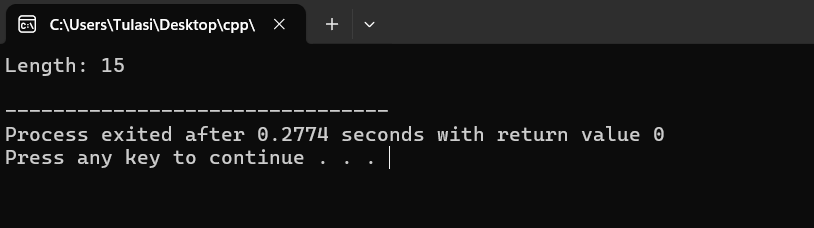 C:\Users\Tulasi\Desktop\cpp\
Length: 15
--------------------------------
Process exited after 0.2774 seconds with return value 0
Press any key to continue . . .